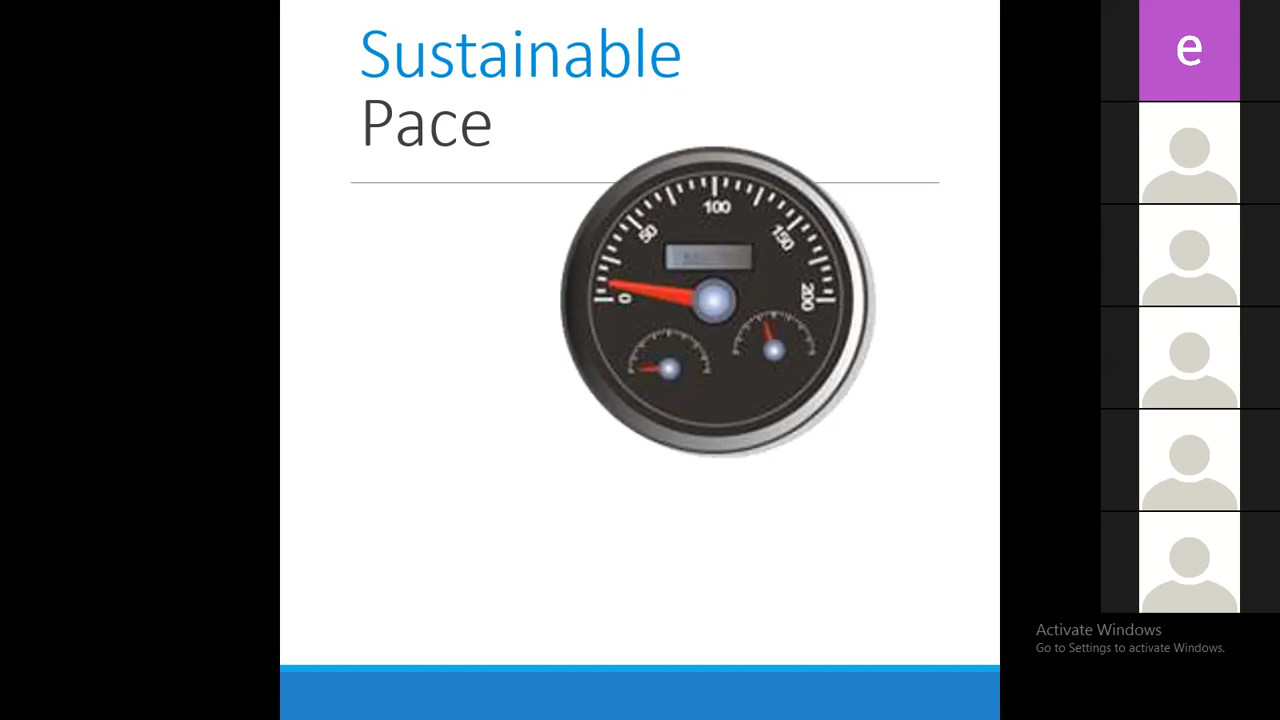 Sustainable
Pace
100
50
150
0
200
e
Activate Windows
Go to Settings to activate Windows.